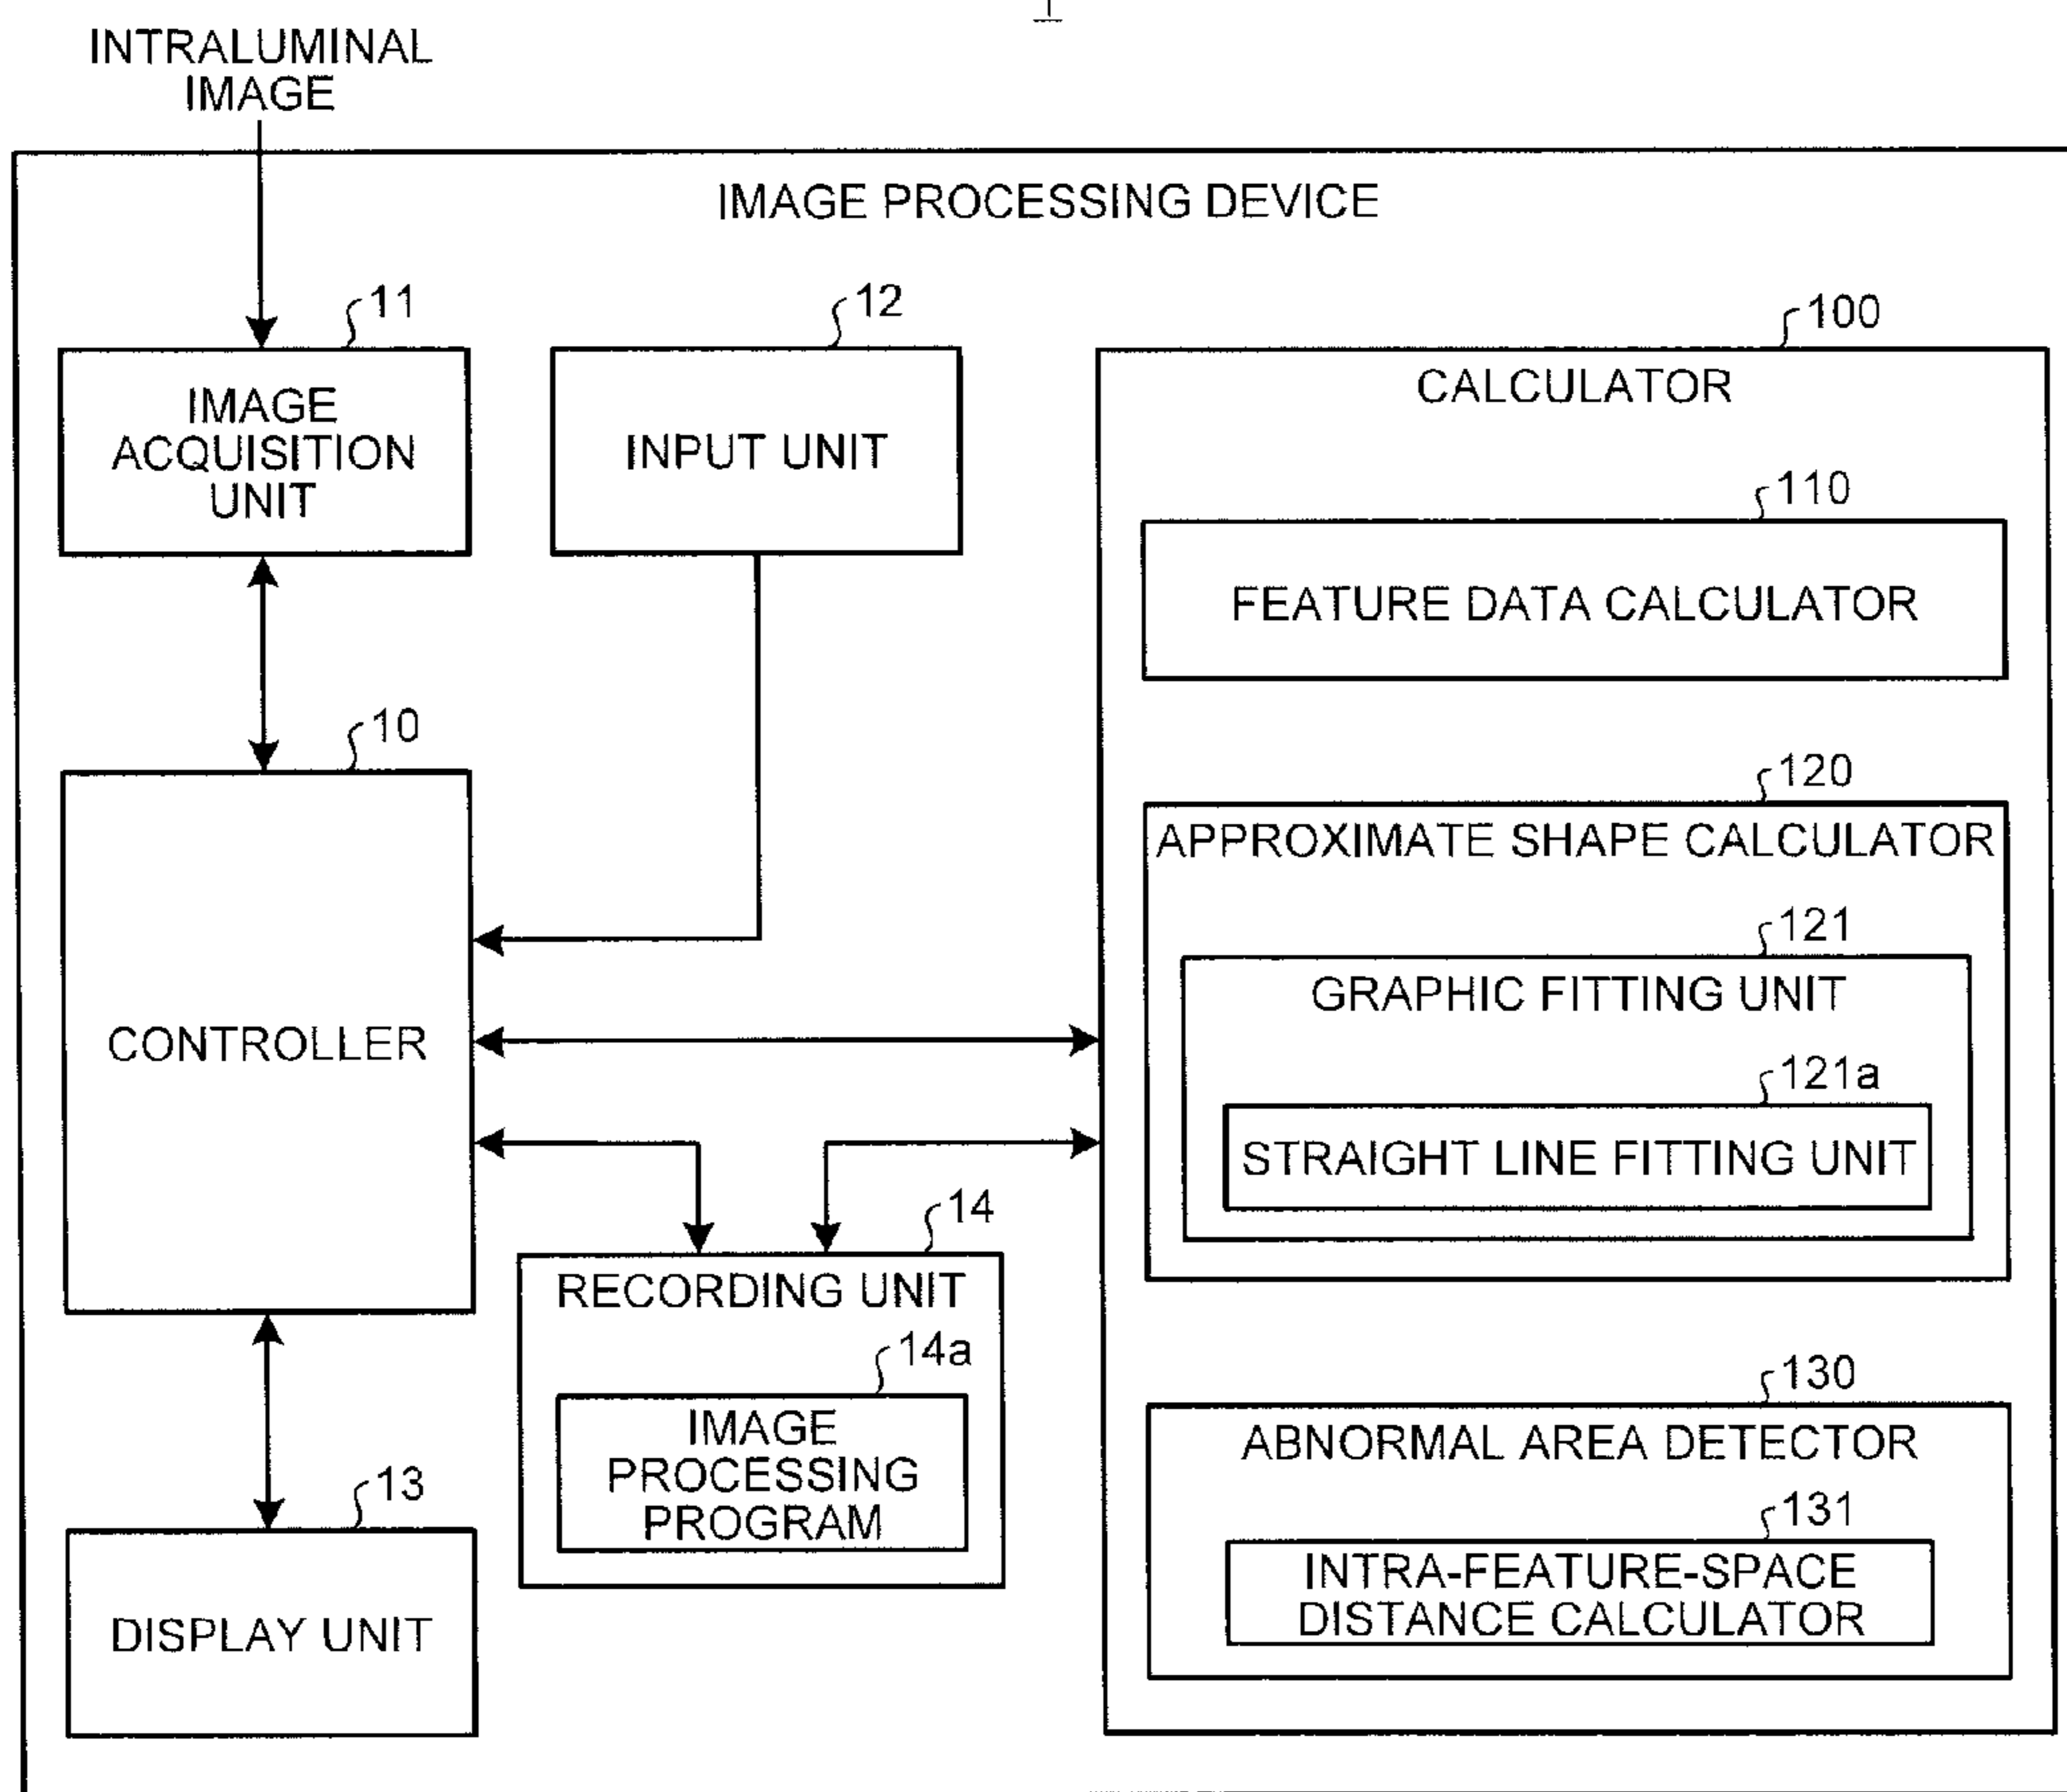 INTRALUMINAL
IMAGE
IMAGE PROCESSING DEVICE
11
IMAGE
ACQUISITION
UNIT
12
INPUT UNIT
10
CONTROLLER
14
RECORDING UNIT
14a
IMAGE
PROCESSING
PROGRAM
13
DISPLAY UNIT
100
CALCULATOR
110
FEATURE DATA CALCULATOR
120
APPROXIMATE SHAPE CALCULATOR
121
GRAPHIC FITTING UNIT
121a
STRAIGHT LINE FITTING UNIT
130
ABNORMAL AREA DETECTOR
131
INTRA-FEATURE-SPACE
DISTANCE CALCULATOR